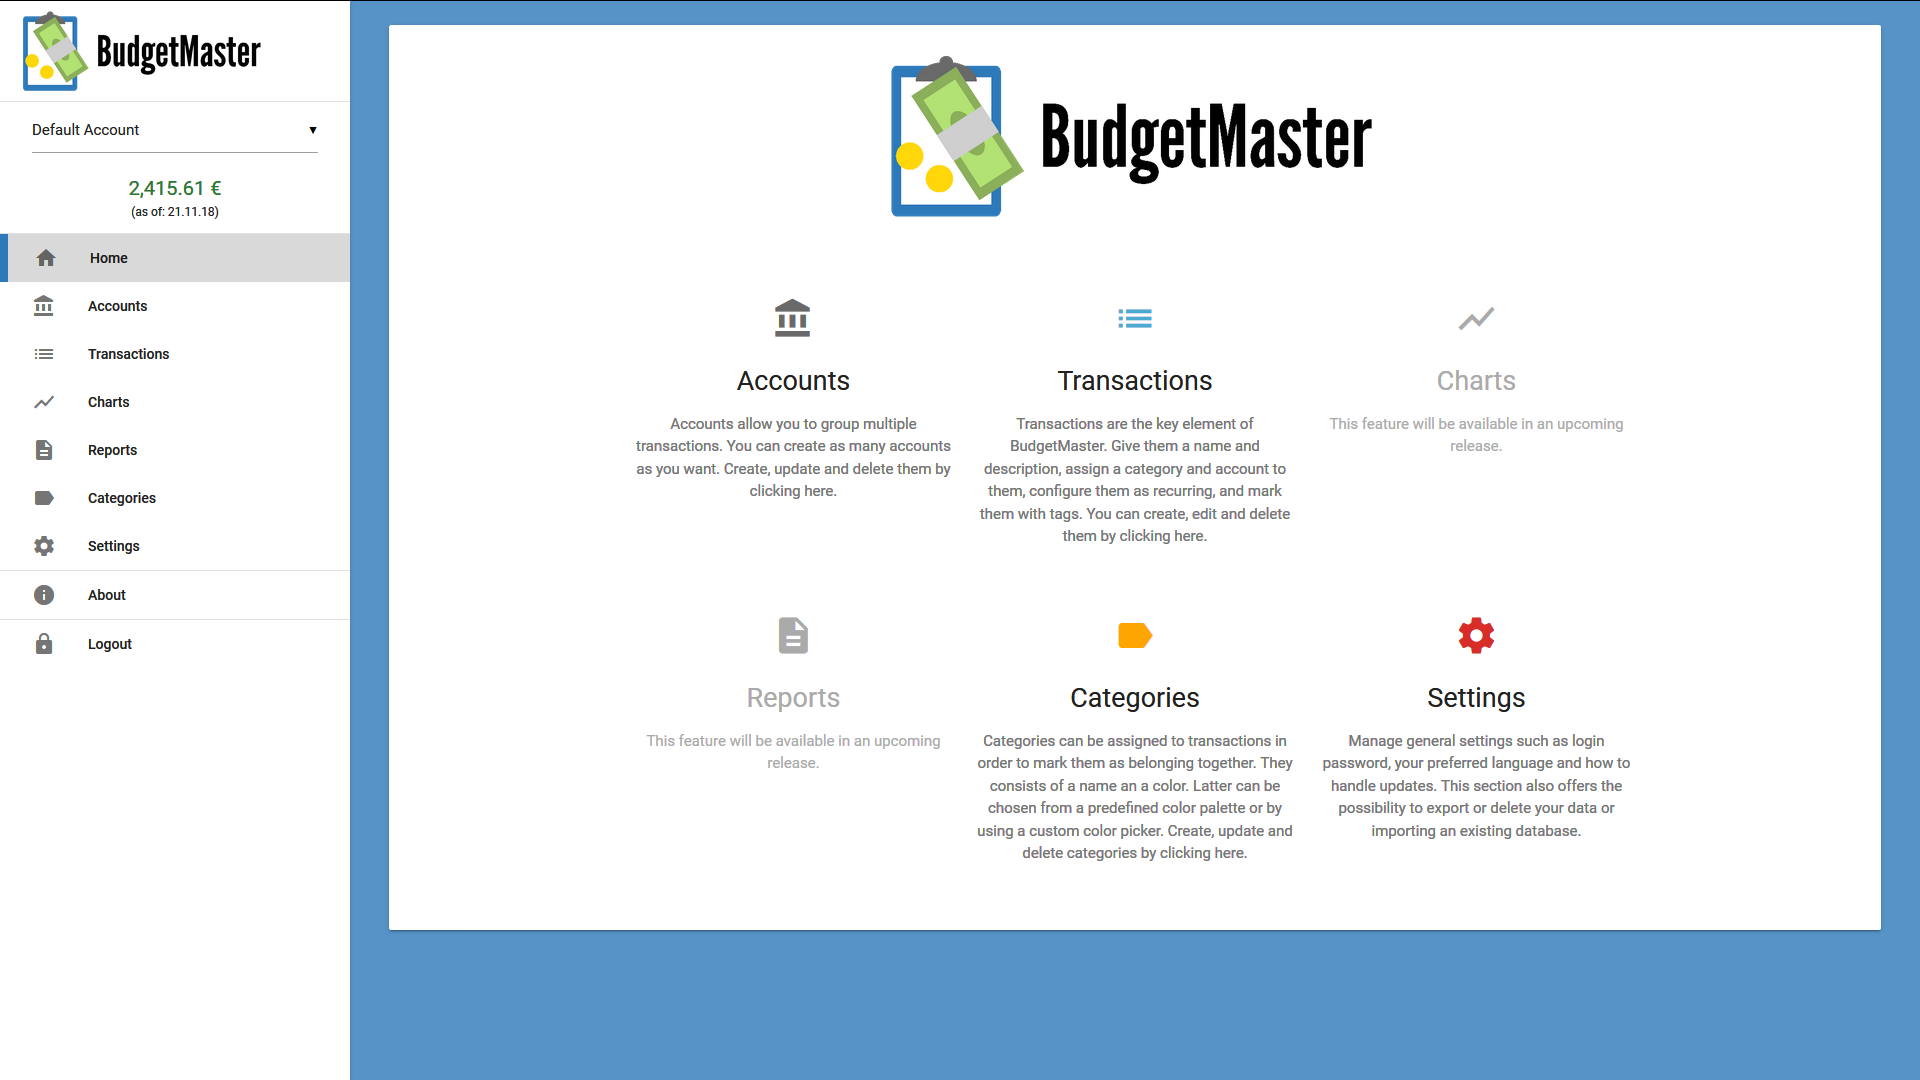 BudgetMaster
Default Account
2,415.61 €
(as of: 21.11.18)
Home
Accounts
Transactions
Charts
Reports
Categories
Settings
About
Logout
BudgetMaster
Accounts
Accounts allow you to group multiple
transactions. You can create as many accounts
as you want. Create, update and delete them by
clicking here.
Transactions
Transactions are the key element of
BudgetMaster. Give them a name and
description, assign a category and account to
them, configure them as recurring, and mark
them with tags. You can create, edit and delete
them by clicking here.
Charts
This feature will be available in an upcoming
release.
Reports
This feature will be available in an upcoming
release.
Categories
Categories can be assigned to transactions in
order to mark them as belonging together. They
consists of a name an a color. Latter can be
chosen from a predefined color palette or by
using a custom color picker. Create, update and
delete categories by clicking here.
Settings
Manage general settings such as login
password, your preferred language and how to
handle updates. This section also offers the
possibility to export or delete your data or
importing an existing database.